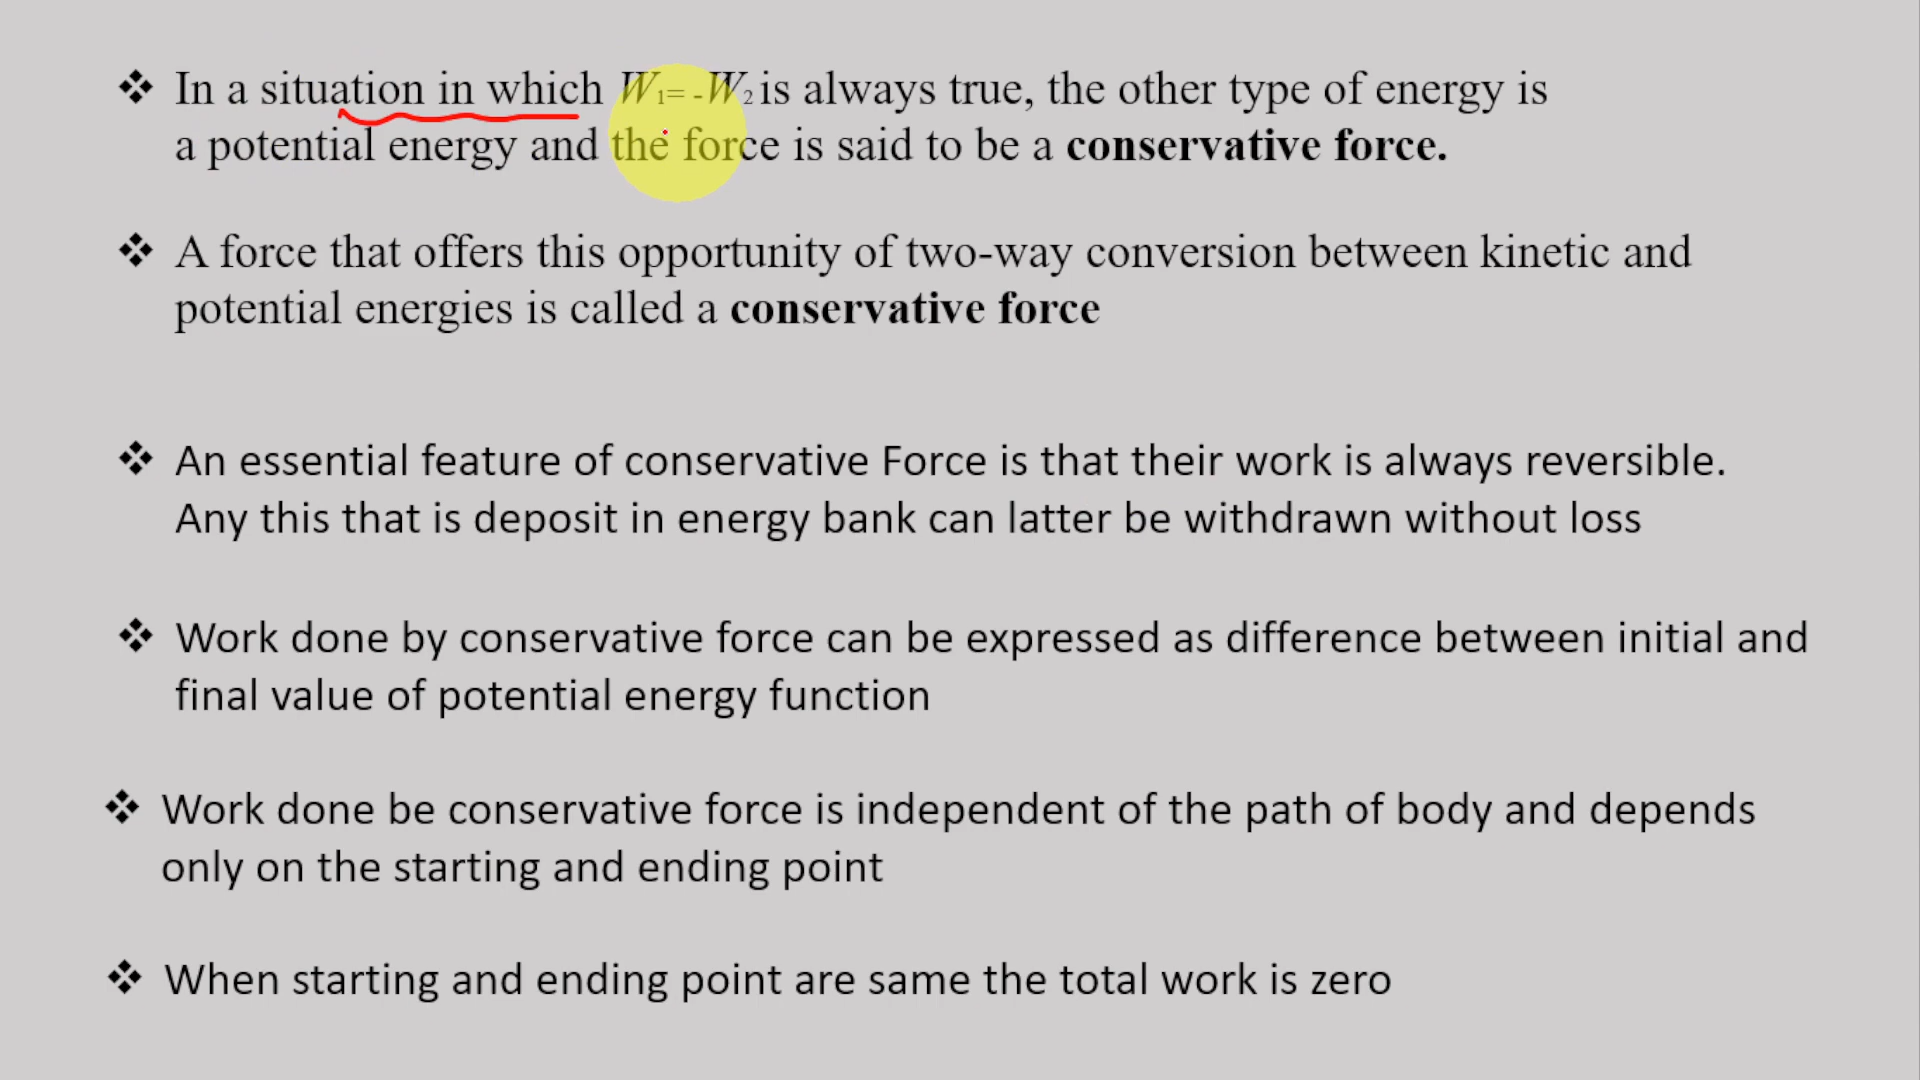 ❖ In a situation in which W₁= -W₂ is always true, the other type of energy is
a potential energy and the force is said to be a conservative force.
❖ A force that offers this opportunity of two-way conversion between kinetic and
potential energies is called a conservative force
❖ An essential feature of conservative Force is that their work is always reversible.
Any this that is deposit in energy bank can latter be withdrawn without loss
❖ Work done by conservative force can be expressed as difference between initial and
final value of potential energy function
❖ Work done be conservative force is independent of the path of body and depends
only on the starting and ending point
❖ When starting and ending point are same the total work is zero